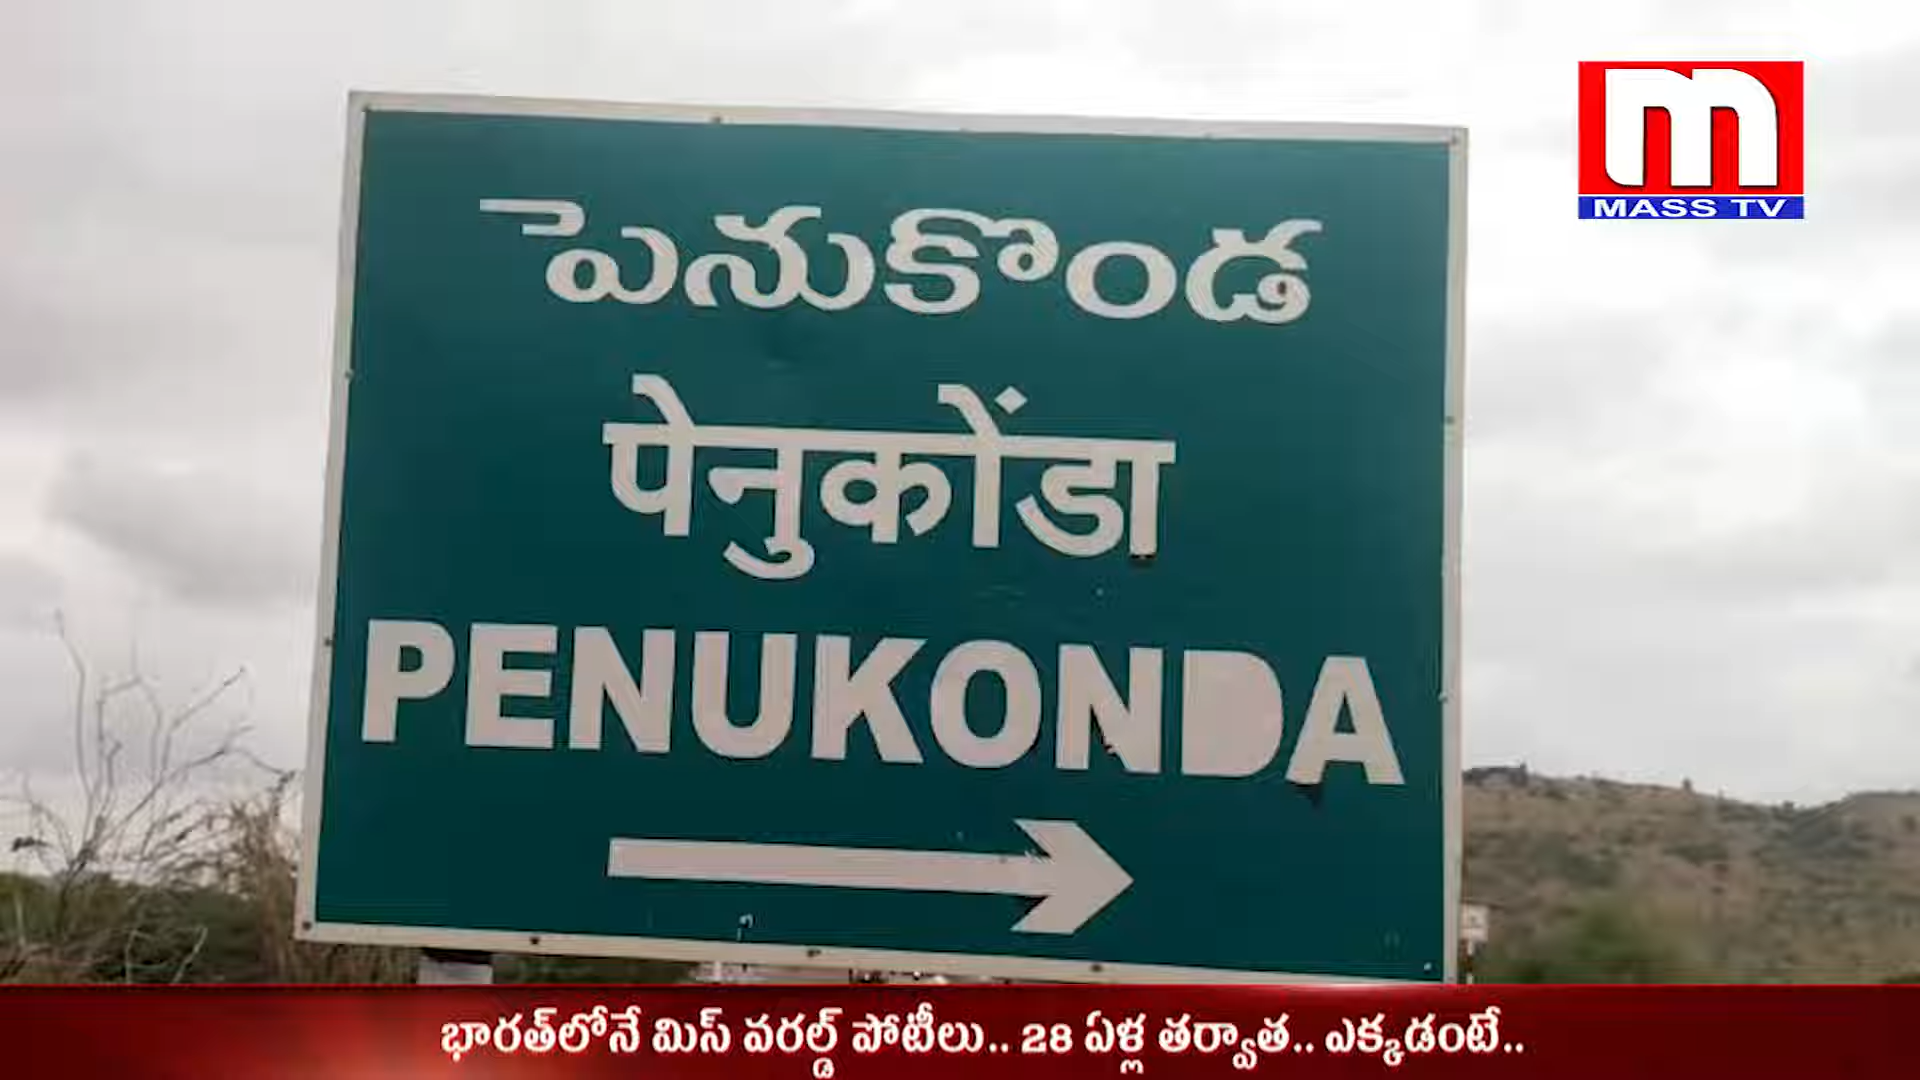 పెనుకొండ
पेनुकोंडा
PENUKONDA
MASS TV
భారత్‌లోనే మిస్ వరల్డ్ పోటీలు.. 28 ఏళ్ల తర్వాత.. ఎక్కడంటే..